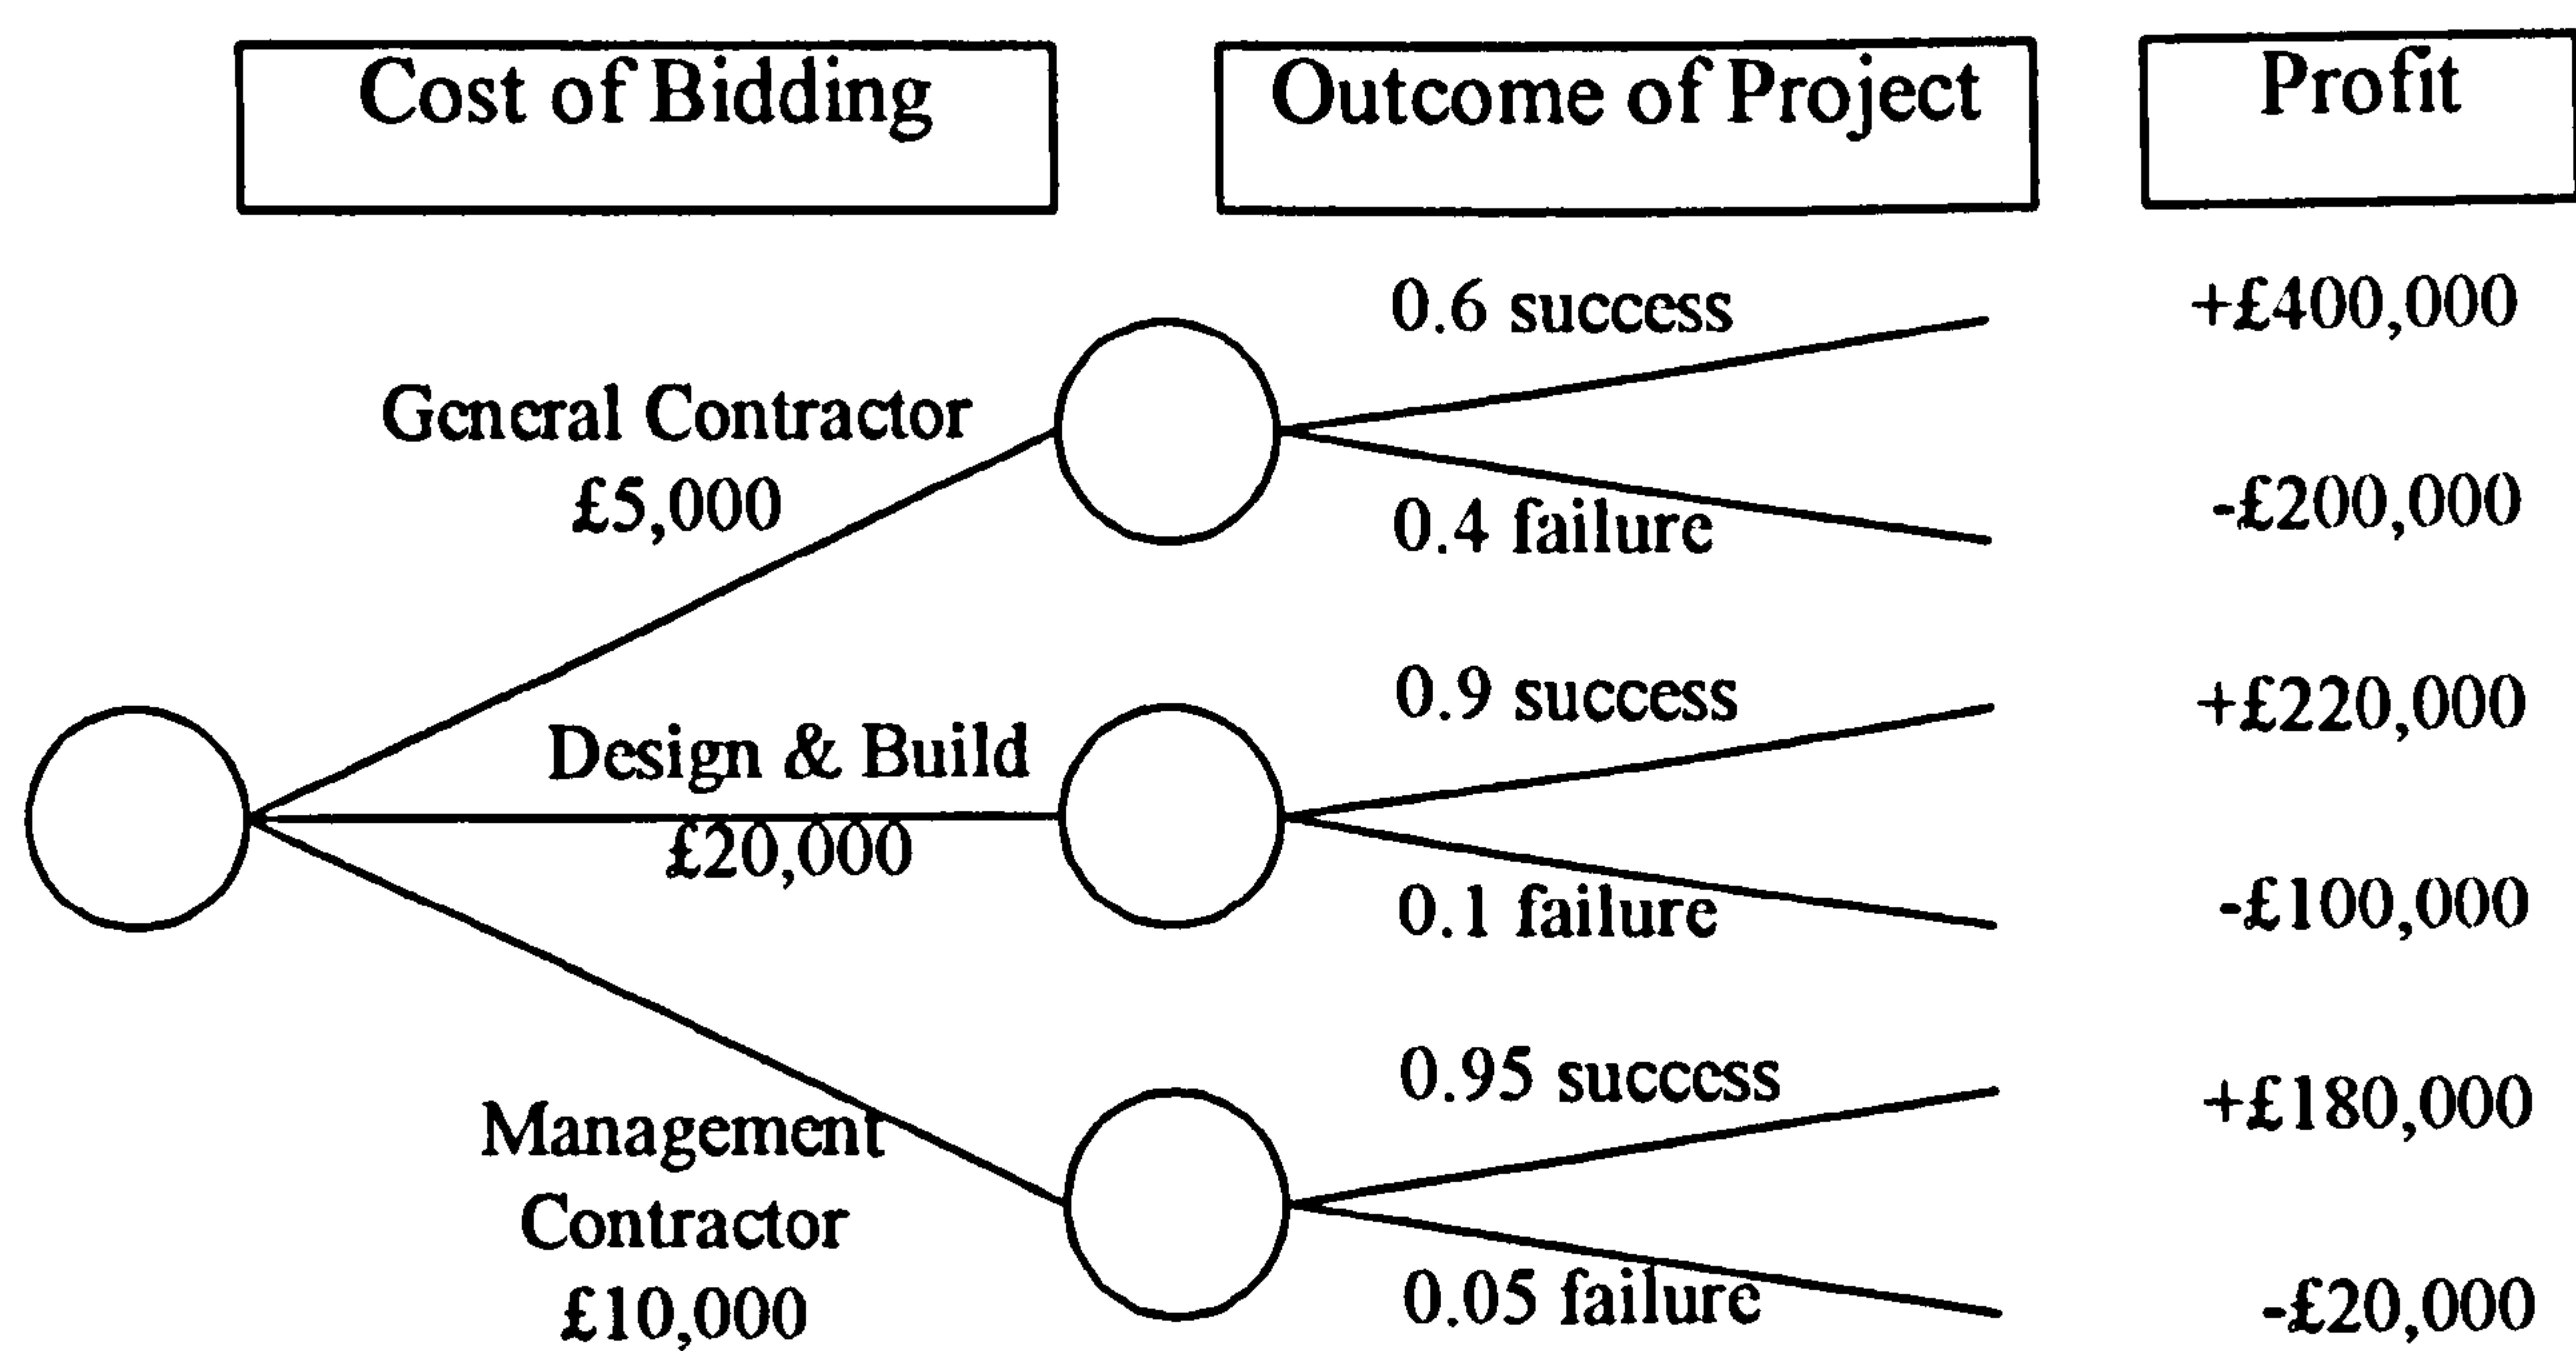 Cost of Bidding
Outcome of Project
Profit
0.6 success
+£400,000
General Contractor
£5,000
0.4 failure
-£200,000
0.9 success
+£220,000
Design & Build
£20,000
0.1 failure
-£100,000
0.95 success
+£180,000
Management
Contractor
£10,000
0.05 failure
-£20,000